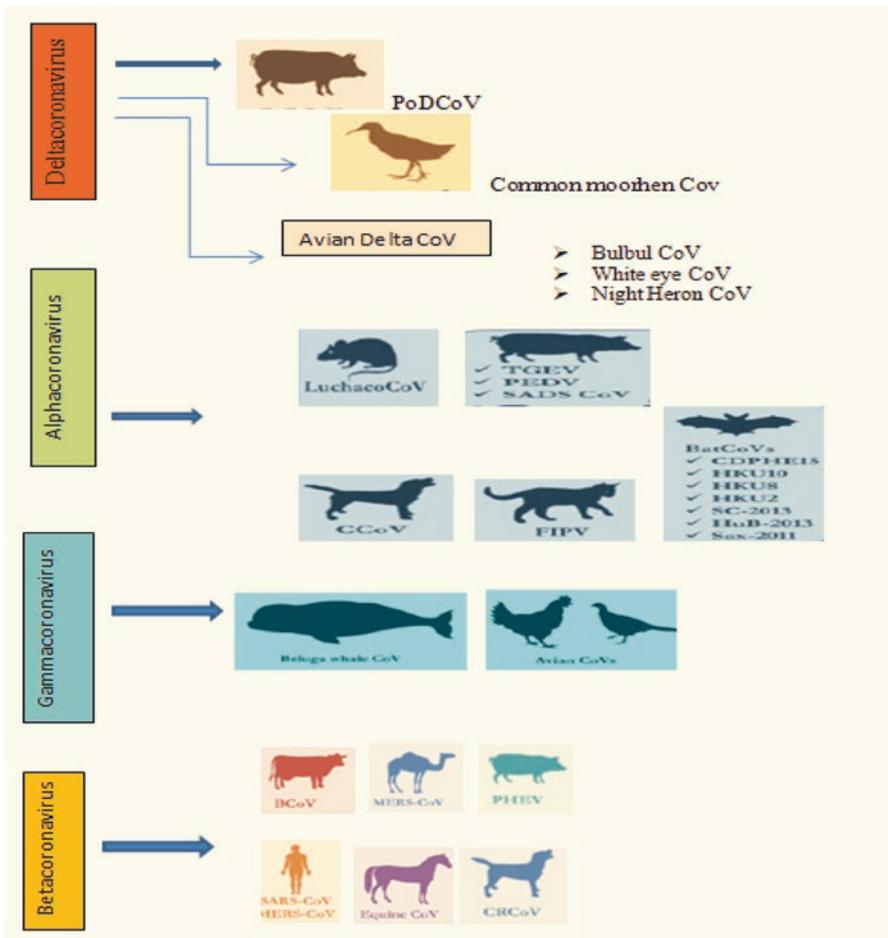 Deltacoronavirus
PoDCoV
Common moorhen Cov
Avian Delta CoV
Bulbul CoV
White eye CoV
Night Heron CoV
Alphacoronavirus
LuchacoCoV
TGEV
PEDV
SADS CoV
BatCoVs
CDPHE15
HKU10
HKU8
HKU2
SC-2013
HuB-2013
Sax-2011
CCoV
FIPV
Gammacoronavirus
Beluga whale CoV
Avian CoVs
Betacoronavirus
BCoV
MERS-CoV
PHEV
SARS-CoV
MERS-CoV
Equine CoV
CRCoV